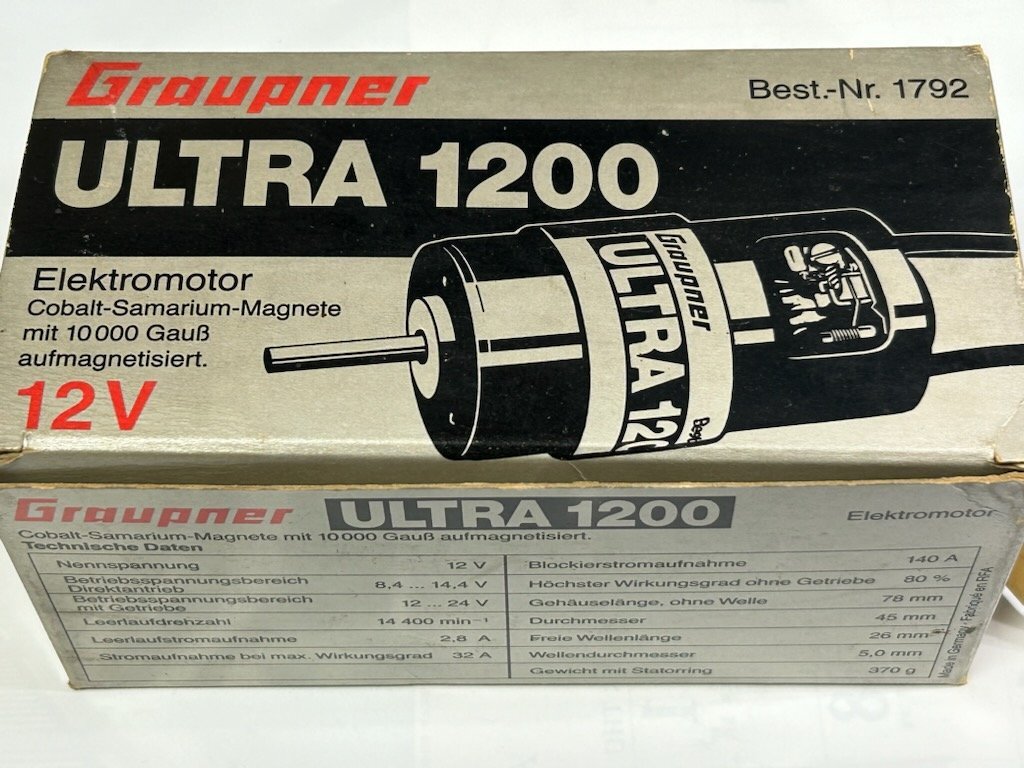 Graupner
Best.-Nr. 1792
ULTRA 1200
Elektromotor
Cobalt-Samarium-Magnete
mit 10 000 Gauß
aufmagnetisiert.
12 V
Graupner
ULTRA 120
Best
Graupner ULTRA 1200 Elektromotor
Cobalt-Samarium-Magnete mit 10 000 Gauß aufmagnetisiert.
Technische Daten
Nennspannung 12 V
Betriebsspannungsbereich
Direktantrieb 8,4 ... 14,4 V
Betriebsspannungsbereich
mit Getriebe 12 ... 24 V
Leerlaufdrehzahl 14 400 min⁻¹
Leerlaufstromaufnahme 2,8 A
Stromaufnahme bei max. Wirkungsgrad 32 A
Blockierstromaufnahme 140 A
Höchster Wirkungsgrad ohne Getriebe 80 %
Gehäuselänge, ohne Welle 78 mm
Durchmesser 45 mm
Freie Wellenlänge 26 mm
Wellendurchmesser 5,0 mm
Gewicht mit Statorring 370 g
Made in Germany · Fabriqué en RFA